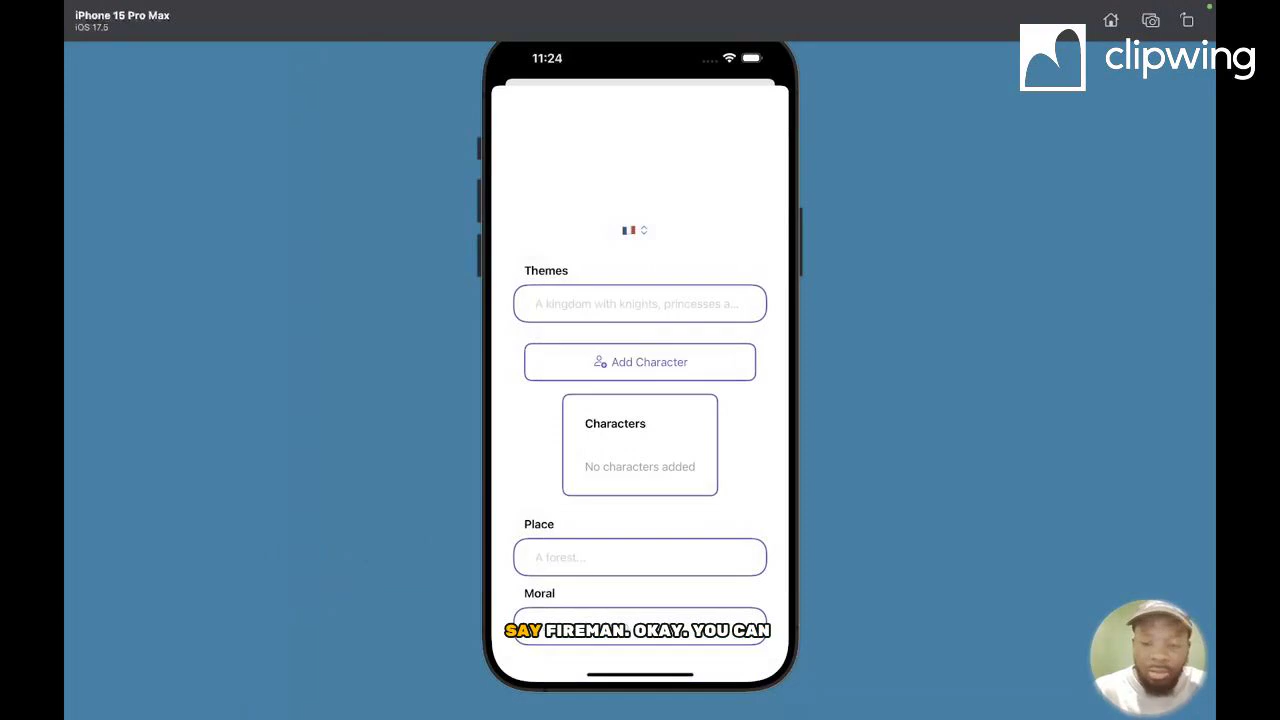 iPhone 15 Pro Max
iOS 17.5
clipwing
11:24
Themes
A kingdom with knights, princesses a...
Add Character
Characters
No characters added
Place
A forest...
Moral
SAY FIREMAN. OKAY. YOU CAN